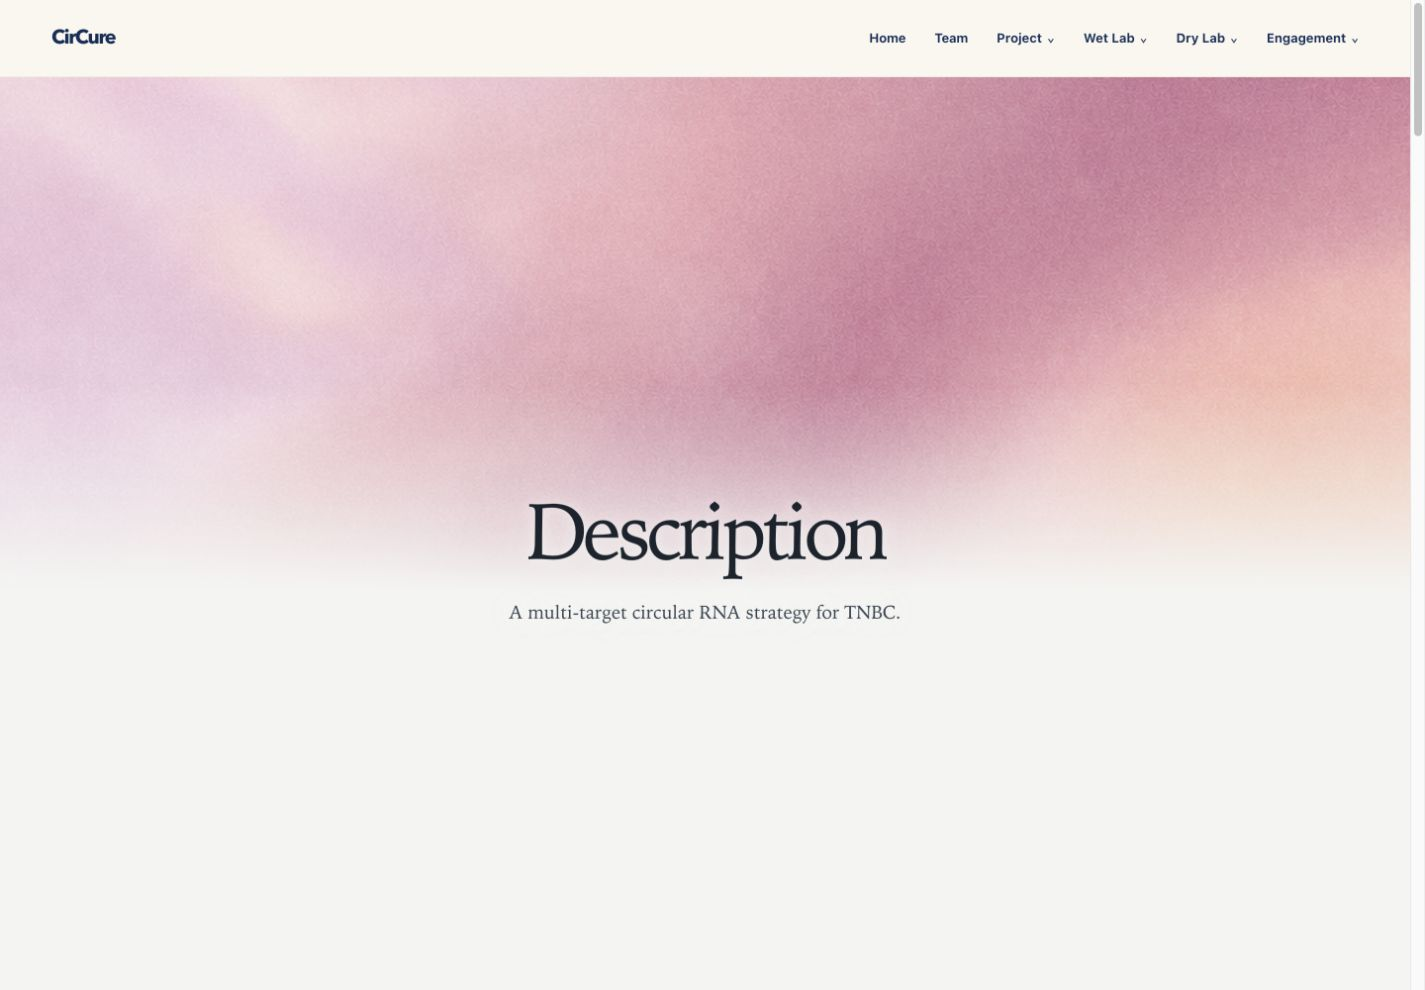 CirCure
Home Team Project Wet Lab Dry Lab Engagement
Description
A multi-target circular RNA strategy for TNBC.